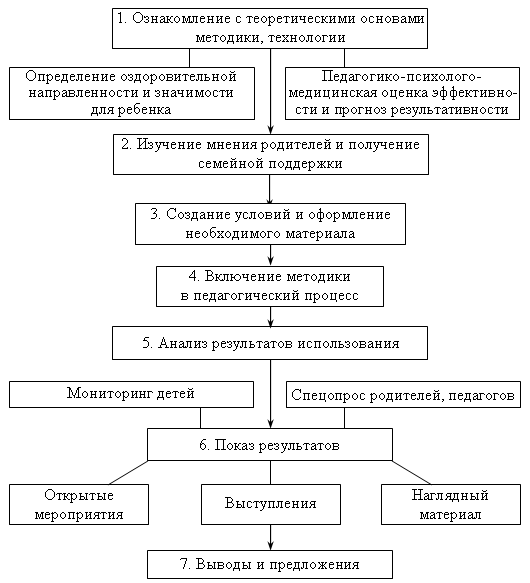 1. Ознакомление с теоретическими основами
методики, технологии
Определение оздоровительной
направленности и значимости
для ребенка
Педагогико-психолого-
медицинская оценка эффективно-
сти и прогноз результативности
2. Изучение мнения родителей и получение
семейной поддержки
3. Создание условий и оформление
необходимого материала
4. Включение методики
в педагогический процесс
5. Анализ результатов использования
Мониторинг детей
Спецопрос родителей, педагогов
6. Показ результатов
Открытые
мероприятия
Выступления
Наглядный
материал
7. Выводы и предложения